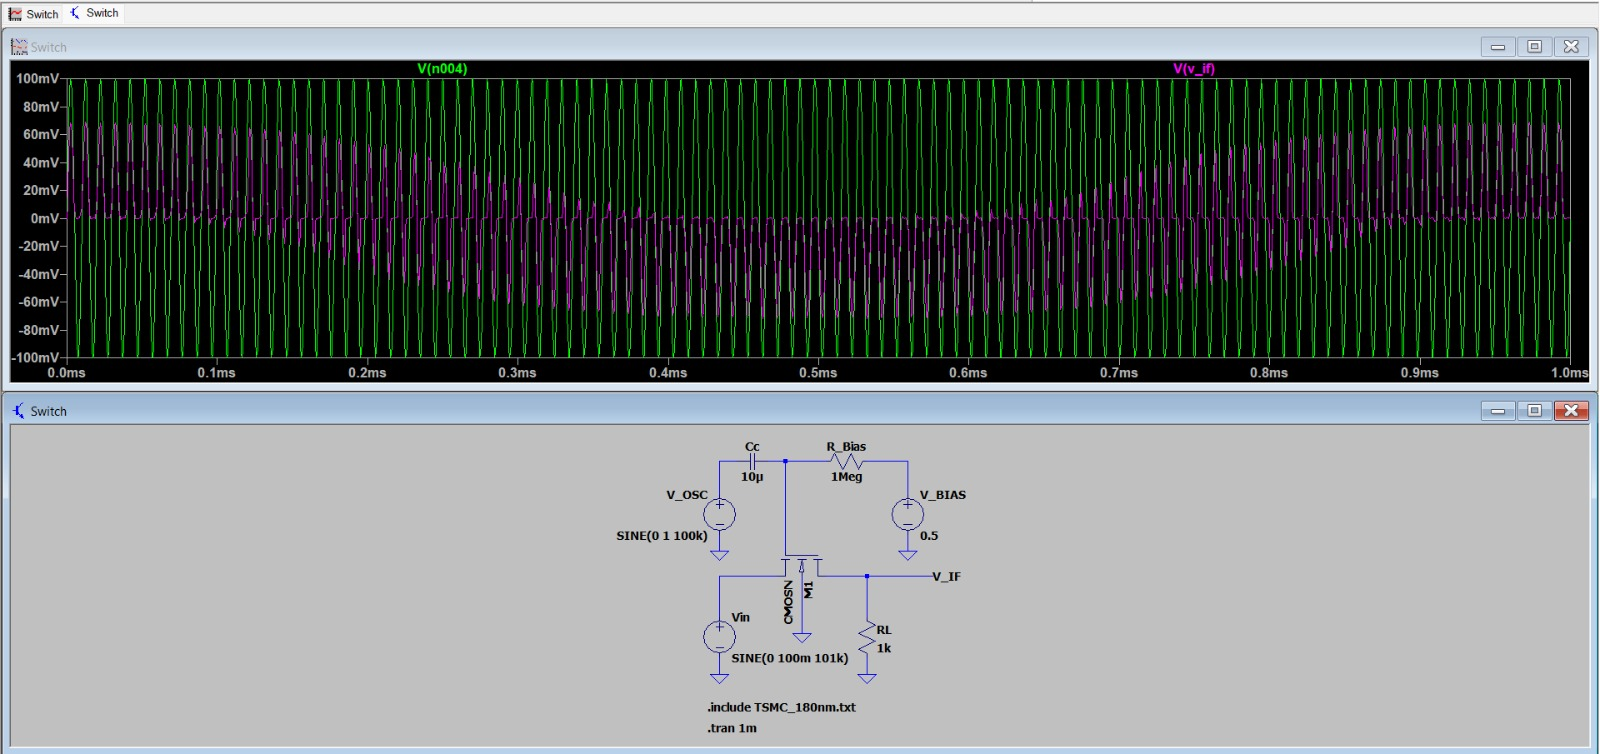 Switch Switch
Switch
V(n004) V(v_if)
100mV
80mV
60mV
40mV
20mV
0mV
-20mV
-40mV
-60mV
-80mV
-100mV
0.0ms 0.1ms 0.2ms 0.3ms 0.4ms 0.5ms 0.6ms 0.7ms 0.8ms 0.9ms 1.0ms
Switch
Cc R_Bias
10µ 1Meg
V_OSC V_BIAS
SINE(0 1 100k) 0.5
V_IF
CMOSN M1
Vin
RL
1k
SINE(0 100m 101k)
.include TSMC_180nm.txt
.tran 1m